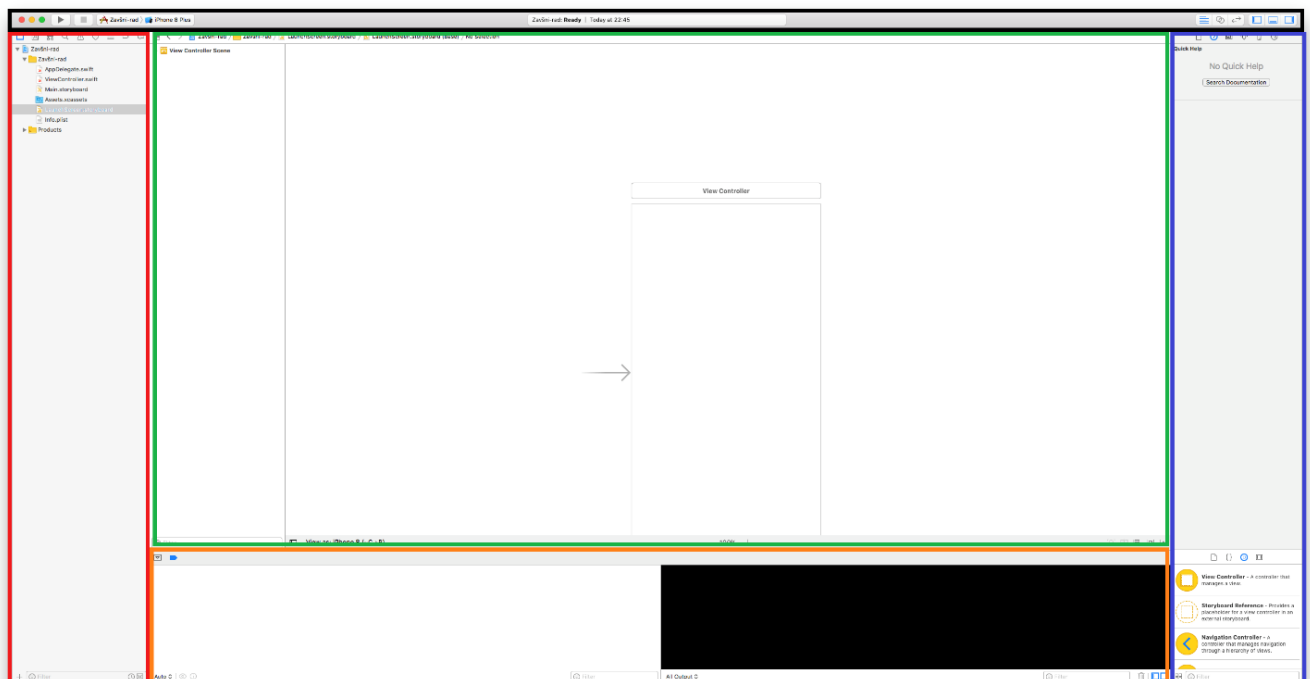 Završni-rad iPhone 8 Plus
Završni-rad: Ready | Today at 22:45
Završni-rad
Završni-rad
AppDelegate.swift
ViewController.swift
Main.storyboard
Assets.xcassets
Info.plist
Products
Filter
View Controller Scene
View Controller
Auto
Filter
All Output
Filter
Quick Help
No Quick Help
Search Documentation
View Controller - A controller that
manages a view.
Storyboard Reference - Provides a
placeholder for a view controller in an
external storyboard.
Navigation Controller - A
controller that manages navigation
through a hierarchy of views.
Filter